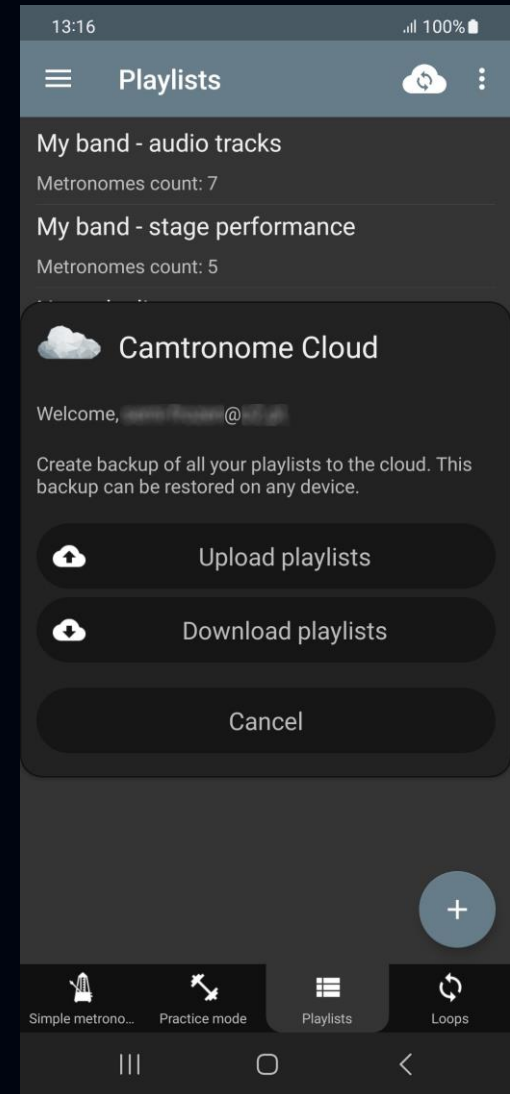 13:16
100%
Playlists
My band - audio tracks
Metronomes count: 7
My band - stage performance
Metronomes count: 5
Camtronome Cloud
Welcome, @
Create backup of all your playlists to the cloud. This
backup can be restored on any device.
Upload playlists
Download playlists
Cancel
+
Simple metrono...
Practice mode
Playlists
Loops